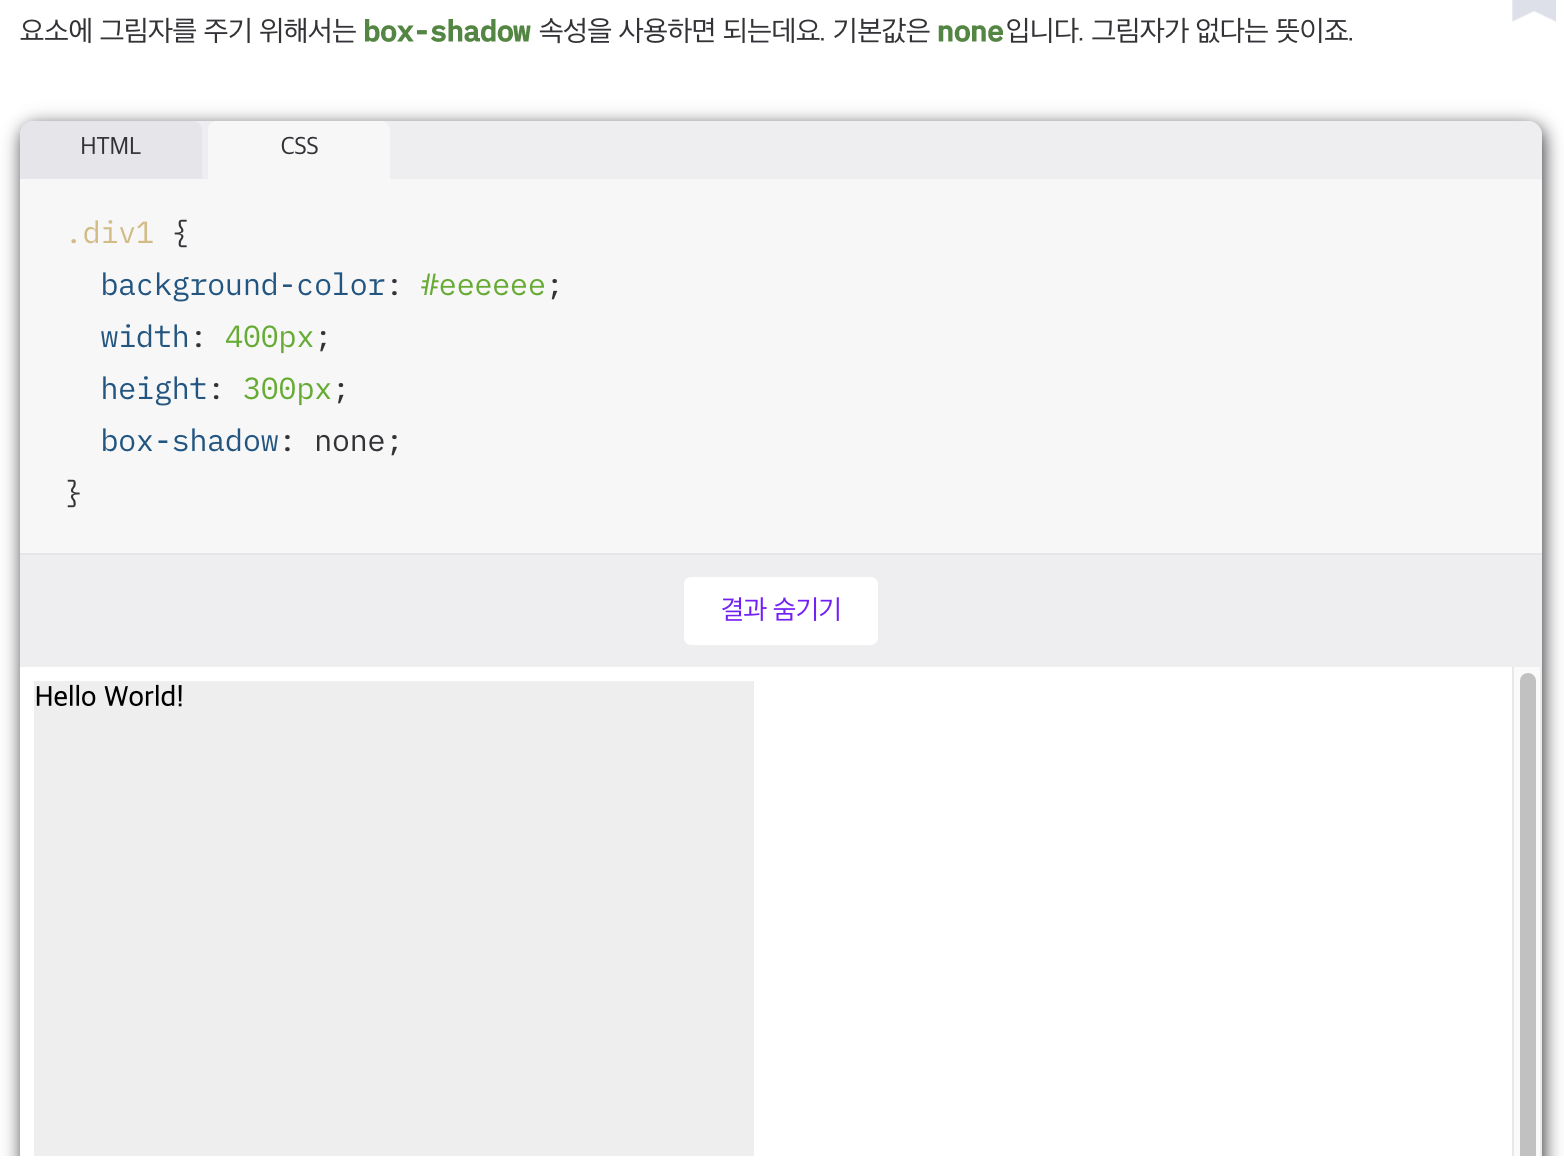 요소에 그림자를 주기 위해서는 box-shadow 속성을 사용하면 되는데요. 기본값은 none입니다. 그림자가 없다는 뜻이죠.
HTML CSS
.div1 {
  background-color: #eeeeee;
  width: 400px;
  height: 300px;
  box-shadow: none;
}
결과 숨기기
Hello World!